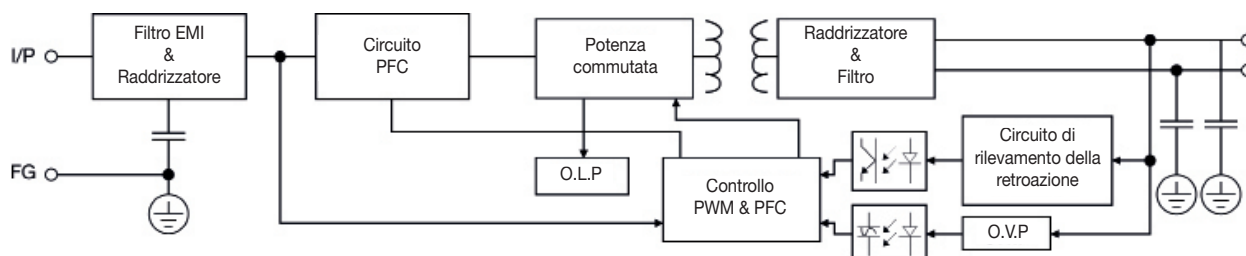 Filtro EMI
&
Raddrizzatore
Circuito
PFC
Potenza
commutata
Raddrizzatore
&
Filtro
I/P
FG
O.L.P
Controllo
PWM & PFC
Circuito di
rilevamento della
retroazione
O.V.P